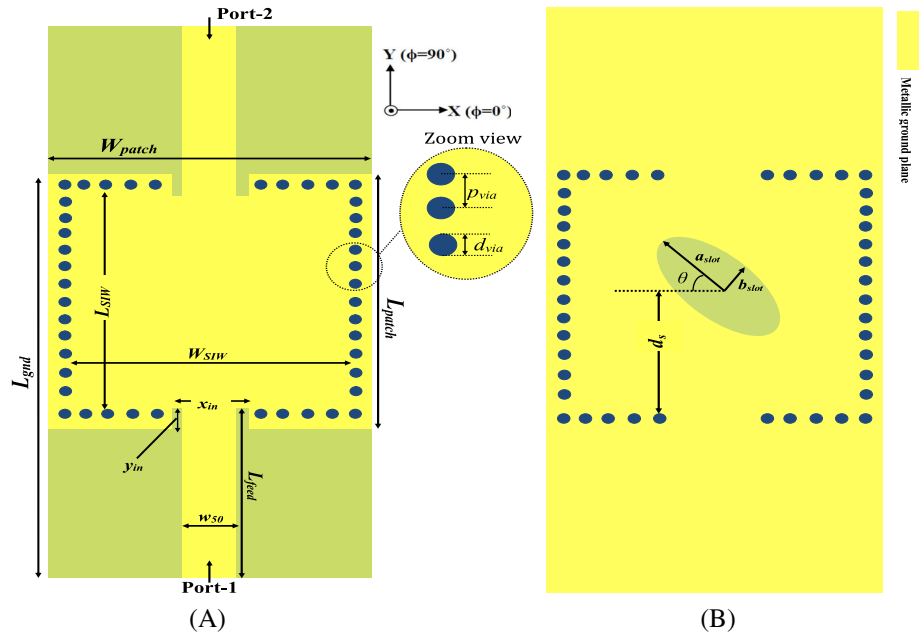 Port-2
Y (ϕ=90°)
X (ϕ=0°)
Zoom view
W_patch
p_via
d_via
L_SIW
W_SIW
L_patch
L_gnd
x_in
y_in
L_feed
w_50
Port-1
(A)
a_slot
b_slot
θ
d_s
Metallic ground plane
(B)